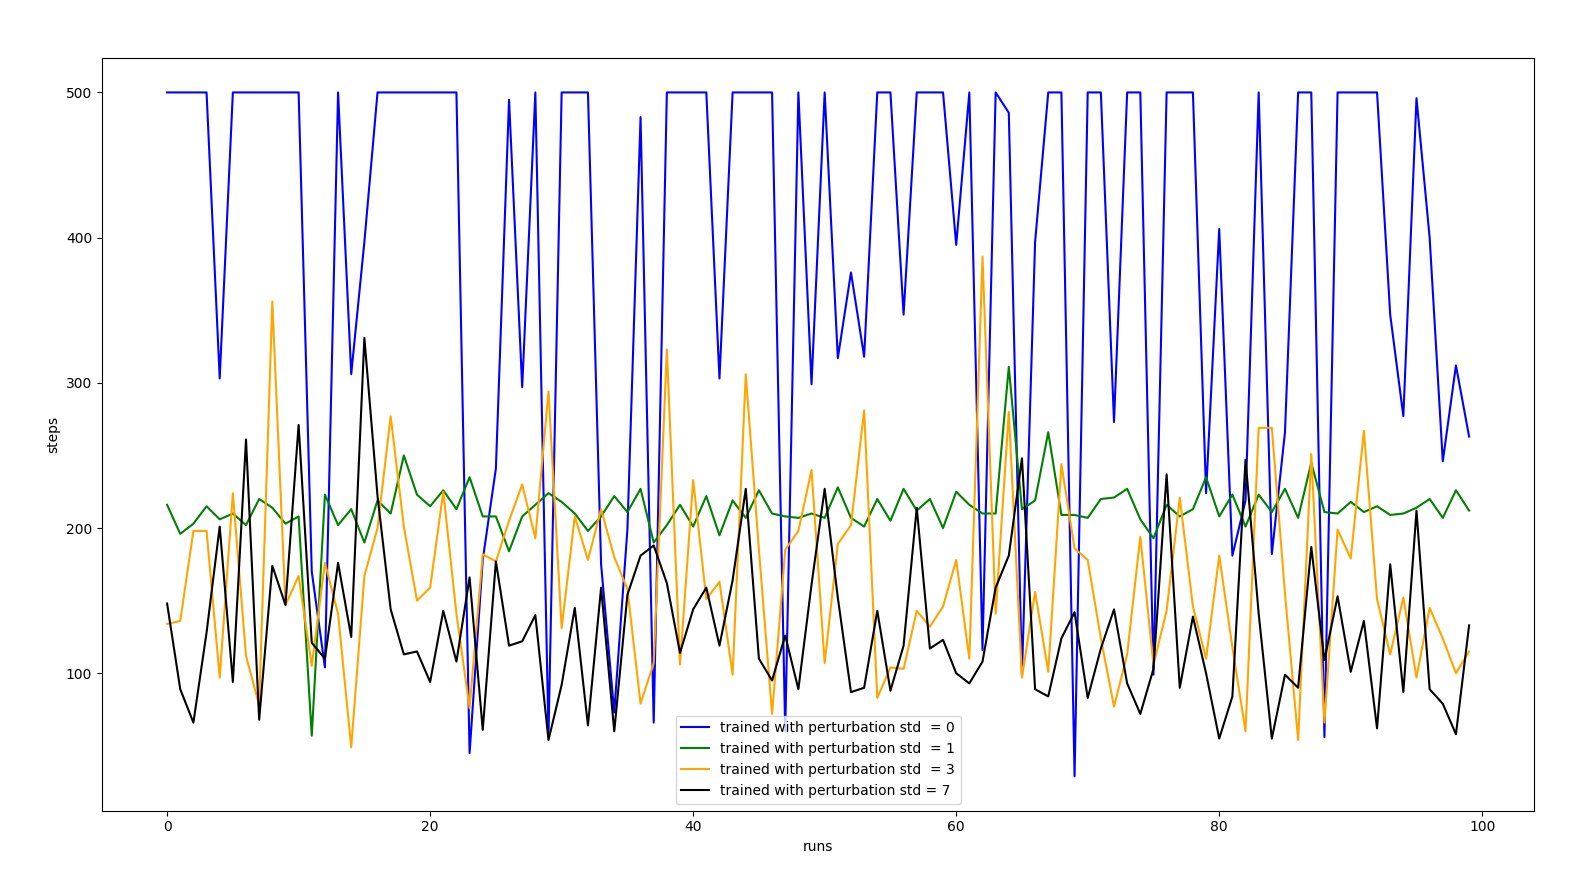 500
400
300
200
100
steps
trained with perturbation std  = 0
trained with perturbation std  = 1
trained with perturbation std  = 3
trained with perturbation std = 7
0 20 40 60 80 100
runs